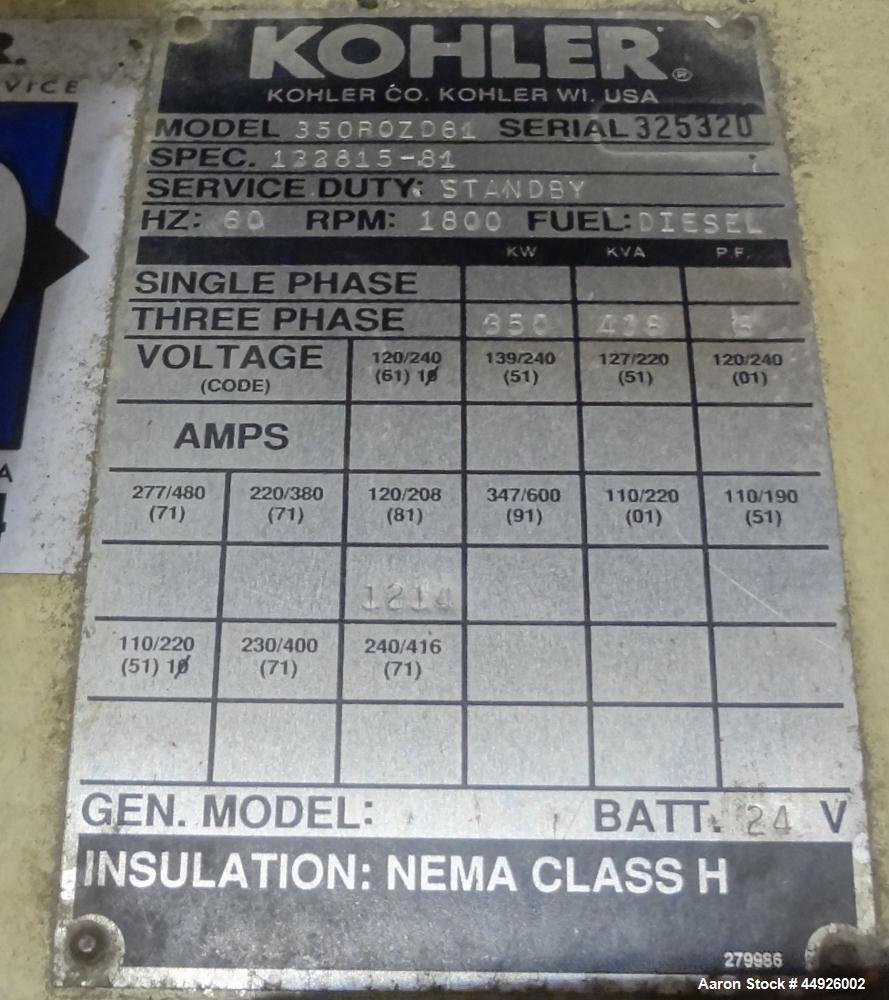 R.
VICE
A
KOHLER®
KOHLER CO. KOHLER WI. USA
MODEL 350ROZD81 SERIAL 325320
SPEC. 122815-81 7
SERVICE DUTY: STANDBY
HZ: 60 RPM: 1800 FUEL: DIESEL
KW KVA P.F.
SINGLE PHASE
THREE PHASE 350 438
VOLTAGE 120/240 139/240 127/220 120/240
(CODE) (61) 1Ø (51) (51) (01)
AMPS
277/480 220/380 120/208 347/600 110/220 110/190
(71) (71) (81) (91) (01) (51)
1214
110/220 230/400 240/416
(51) 1Ø (71) (71)
GEN. MODEL: BATT. 24 V
INSULATION: NEMA CLASS H
279986
Aaron Stock # 44926002